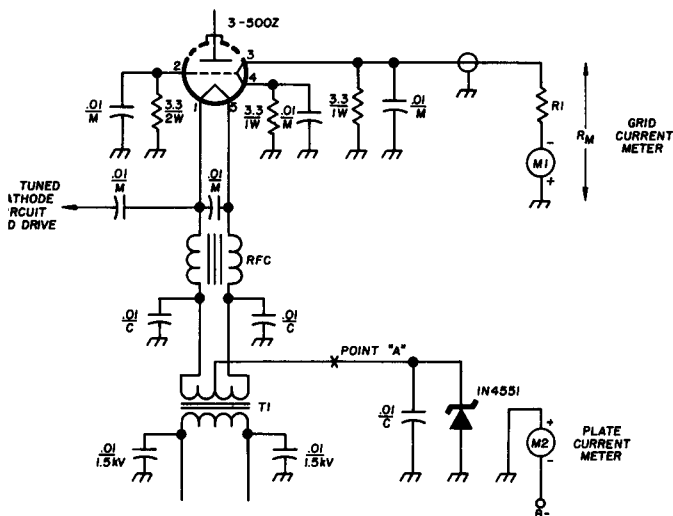 3-500Z
2
3
4
1
5
.01
M
3.3
2W
3.3
1W
.01
M
3.3
1W
.01
M
R1
RM
GRID
CURRENT
METER
-
M1
+
TUNED
CIRCUIT
DRIVE
.01
M
.01
M
RFC
.01
C
.01
C
POINT "A"
1N4551
.01
C
T1
.01
1.5kV
.01
1.5kV
+
M2
-
PLATE
CURRENT
METER
B-